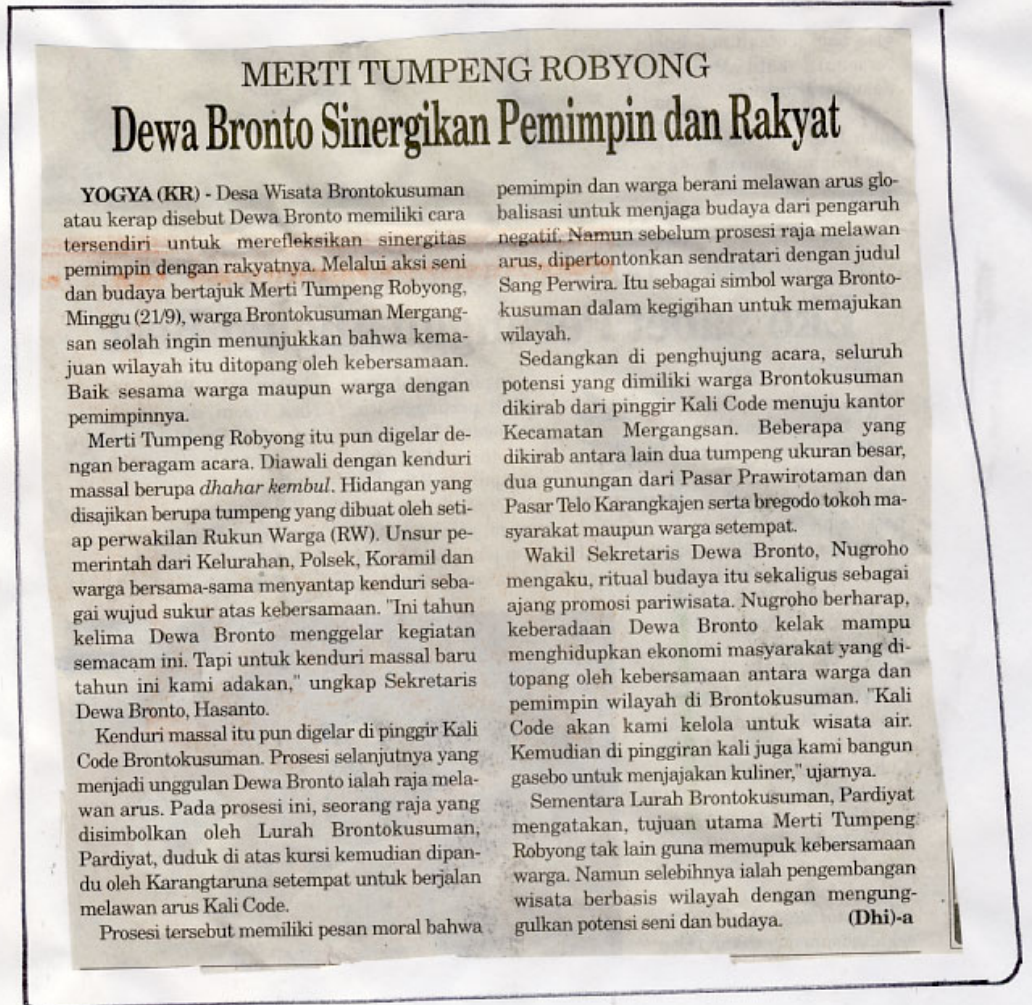 MERTI TUMPENG ROBYONG
Dewa Bronto Sinergikan Pemimpin dan Rakyat
YOGYA (KR) - Desa Wisata Brontokusuman
atau kerap disebut Dewa Bronto memiliki cara
tersendiri untuk merefleksikan sinergitas
pemimpin dengan rakyatnya. Melalui aksi seni
dan budaya bertajuk Merti Tumpeng Robyong,
Minggu (21/9), warga Brontokusuman Mergang-
san seolah ingin menunjukkan bahwa kema-
juan wilayah itu ditopang oleh kebersamaan.
Baik sesama warga maupun warga dengan
pemimpinnya.
Merti Tumpeng Robyong itu pun digelar de-
ngan beragam acara. Diawali dengan kenduri
massal berupa dhahar kembul. Hidangan yang
disajikan berupa tumpeng yang dibuat oleh seti-
ap perwakilan Rukun Warga (RW). Unsur pe-
merintah dari Kelurahan, Polsek, Koramil dan
warga bersama-sama menyantap kenduri seba-
gai wujud sukur atas kebersamaan. "Ini tahun
kelima Dewa Bronto menggelar kegiatan
semacam ini. Tapi untuk kenduri massal baru
tahun ini kami adakan," ungkap Sekretaris
Dewa Bronto, Hasanto.
Kenduri massal itu pun digelar di pinggir Kali
Code Brontokusuman. Prosesi selanjutnya yang
menjadi unggulan Dewa Bronto ialah raja mela-
wan arus. Pada prosesi ini, seorang raja yang
disimbolkan oleh Lurah Brontokusuman,
Pardiyat, duduk di atas kursi kemudian dipan-
du oleh Karangtaruna setempat untuk berjalan
melawan arus Kali Code.
Prosesi tersebut memiliki pesan moral bahwa
pemimpin dan warga berani melawan arus glo-
balisasi untuk menjaga budaya dari pengaruh
negatif. Namun sebelum prosesi raja melawan
arus, dipertontonkan sendratari dengan judul
Sang Perwira. Itu sebagai simbol warga Bronto-
kusuman dalam kegigihan untuk memajukan
wilayah.
Sedangkan di penghujung acara, seluruh
potensi yang dimiliki warga Brontokusuman
dikirab dari pinggir Kali Code menuju kantor
Kecamatan Mergangsan. Beberapa yang
dikirab antara lain dua tumpeng ukuran besar,
dua gunungan dari Pasar Prawirotaman dan
Pasar Telo Karangkajen serta bregodo tokoh ma-
syarakat maupun warga setempat.
Wakil Sekretaris Dewa Bronto, Nugroho
mengaku, ritual budaya itu sekaligus sebagai
ajang promosi pariwisata. Nugroho berharap,
keberadaan Dewa Bronto kelak mampu
menghidupkan ekonomi masyarakat yang di-
topang oleh kebersamaan antara warga dan
pemimpin wilayah di Brontokusuman. "Kali
Code akan kami kelola untuk wisata air.
Kemudian di pinggiran kali juga kami bangun
gasebo untuk menjajakan kuliner," ujarnya.
Sementara Lurah Brontokusuman, Pardiyat
mengatakan, tujuan utama Merti Tumpeng
Robyong tak lain guna memupuk kebersamaan
warga. Namun selebihnya ialah pengembangan
wisata berbasis wilayah dengan mengung-
gulkan potensi seni dan budaya. (Dhi)-a